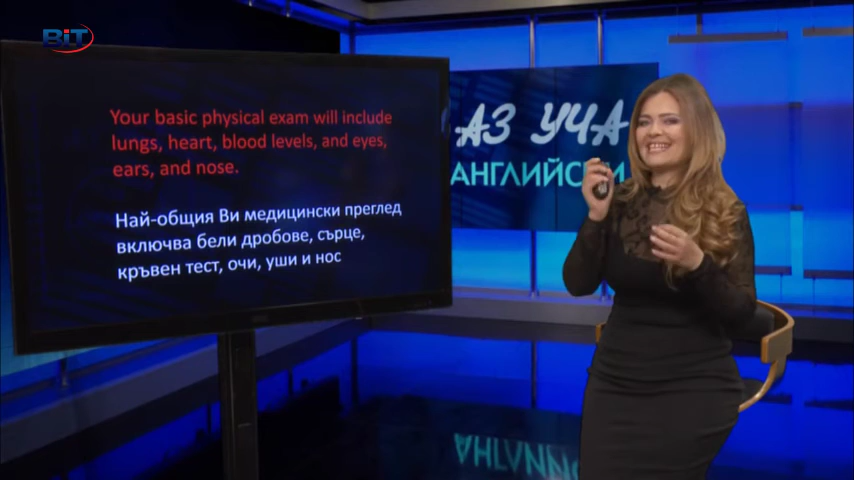 BiT
Your basic physical exam will include
lungs, heart, blood levels, and eyes,
ears, and nose.
Най-общия Ви медицински преглед
включва бели дробове, сърце,
кръвен тест, очи, уши и нос
АЗ УЧА
АНГЛИЙСКИ